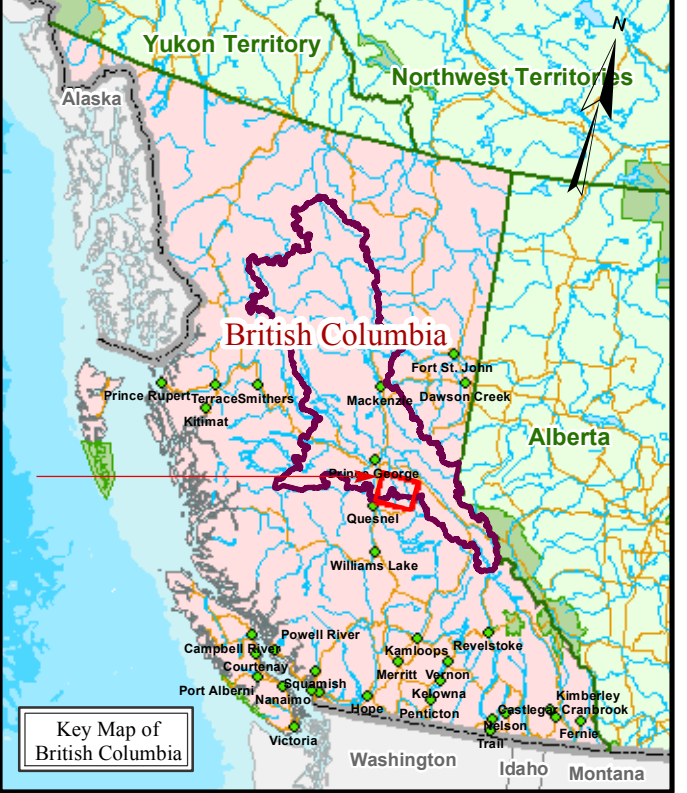 N
Yukon Territory
Northwest Territories
Alaska
British Columbia
Fort St. John
Prince Rupert
Terrace
Smithers
Mackenzie
Dawson Creek
Kitimat
Alberta
Prince George
Quesnel
Williams Lake
Powell River
Campbell River
Kamloops
Revelstoke
Courtenay
Merritt
Vernon
Port Alberni
Squamish
Nanaimo
Kelowna
Kimberley
Hope
Penticton
Castlegar
Cranbrook
Nelson
Fernie
Trail
Victoria
Key Map of
British Columbia
Washington
Idaho
Montana